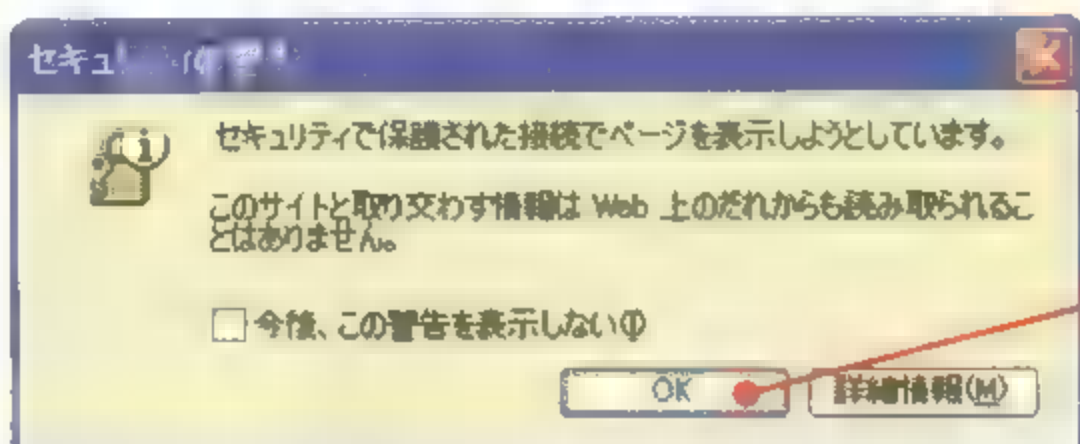 セキュ
セキュリティで保護された接続でページを表示しようとしています。
このサイトと取り交わす情報は Web 上のだれからも読み取られるこ
とはありません。
今後、この警告を表示しない(I)
OK
詳細情報(M)